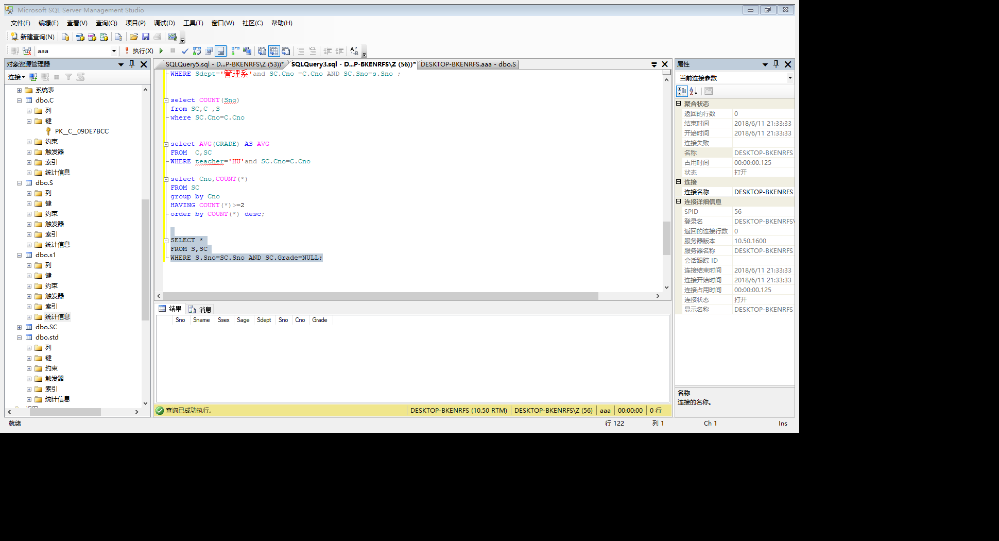 Microsoft SQL Server Management Studio
文件(F) 编辑(E) 查看(V) 查询(Q) 项目(P) 调试(D) 工具(T) 窗口(W) 社区(C) 帮助(H)
新建查询(N)
aaa 执行(X)
对象资源管理器
连接
系统表
dbo.C
列
键
PK__C__09DE7BCC
约束
触发器
索引
统计信息
dbo.S
列
键
约束
触发器
索引
统计信息
dbo.s1
列
键
约束
触发器
索引
统计信息
dbo.SC
dbo.std
列
键
约束
触发器
索引
统计信息
SQLQuery5.sql - D...P-BKENRFS\Z (53))* SQLQuery3.sql - D...P-BKENRFS\Z (56))* DESKTOP-BKENRFS.aaa - dbo.S
WHERE Sdept='管理系'and SC.Cno =C.Cno AND SC.Sno=s.Sno ;
select COUNT(Sno)
from SC,C ,S
where SC.Cno=C.Cno
select AVG(GRADE) AS AVG
FROM  C,SC
WHERE teacher='HU'and SC.Cno=C.Cno
select Cno,COUNT(*)
FROM SC
group by Cno
HAVING COUNT(*)>=2
order by COUNT(*) desc;
SELECT *
FROM S,SC
WHERE S.Sno=SC.Sno AND SC.Grade=NULL;
结果 消息
Sno Sname Ssex Sage Sdept Sno Cno Grade
查询已成功执行。 DESKTOP-BKENRFS (10.50 RTM) DESKTOP-BKENRFS\Z (56) aaa 00:00:00 0 行
属性
当前连接参数
聚合状态
返回的行数 0
结束时间 2018/6/11 21:33:33
开始时间 2018/6/11 21:33:33
连接失败
名称 DESKTOP-BKENRFS
占用时间 00:00:00.125
状态 打开
连接
连接名称 DESKTOP-BKENRFS
连接详细信息
SPID 56
登录名 DESKTOP-BKENRFS\
返回的连接行数 0
服务器版本 10.50.1600
服务器名称 DESKTOP-BKENRFS
会话跟踪 ID
连接结束时间 2018/6/11 21:33:33
连接开始时间 2018/6/11 21:33:33
连接占用时间 00:00:00.125
连接状态 打开
显示名称 DESKTOP-BKENRFS
名称
连接的名称。
就绪 行 122 列 1 Ch 1 Ins